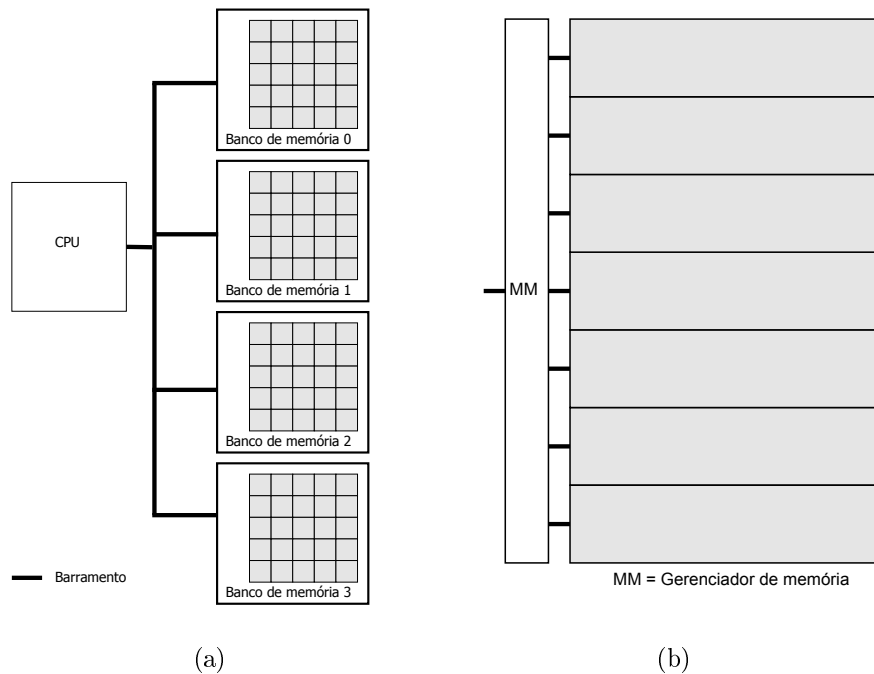 Banco de memória 0
CPU
Banco de memória 1
Banco de memória 2
Barramento
Banco de memória 3
MM
MM = Gerenciador de memória
(a)
(b)